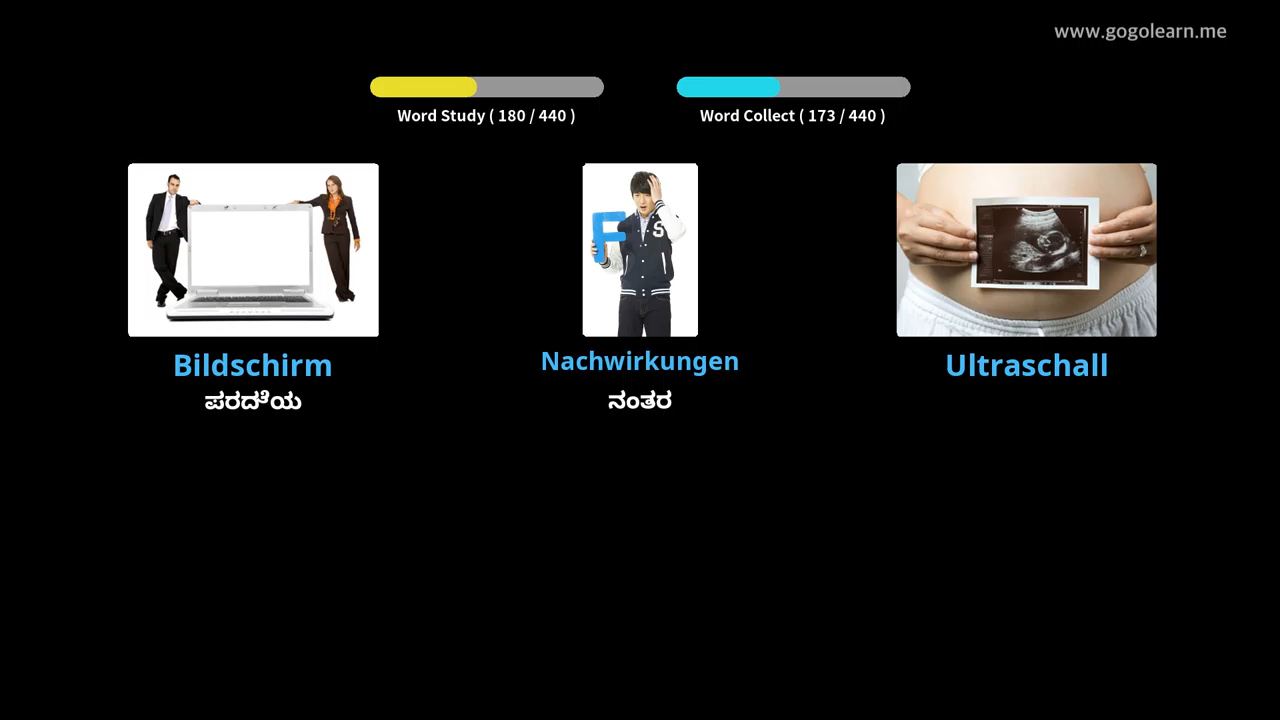 www.gogolearn.me
Word Study ( 180 / 440 )
Word Collect ( 173 / 440 )
F
S
Bildschirm
Nachwirkungen
Ultraschall
ಪರದೆಯ
ನಂತರ